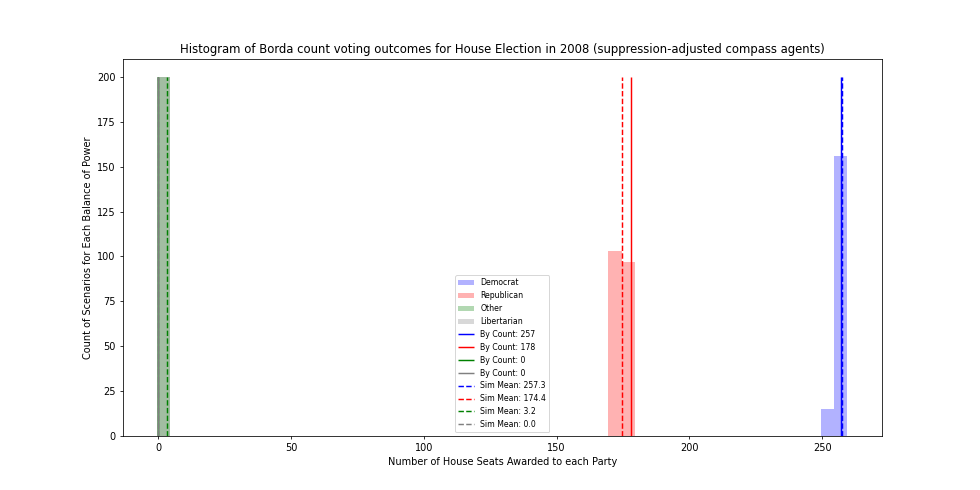 Histogram of Borda count voting outcomes for House Election in 2008 (suppression-adjusted compass agents)
Count of Scenarios for Each Balance of Power
200
175
150
125
100
75
50
25
0
Democrat
Republican
Other
Libertarian
By Count: 257
By Count: 178
By Count: 0
By Count: 0
Sim Mean: 257.3
Sim Mean: 174.4
Sim Mean: 3.2
Sim Mean: 0.0
0 50 100 150 200 250
Number of House Seats Awarded to each Party